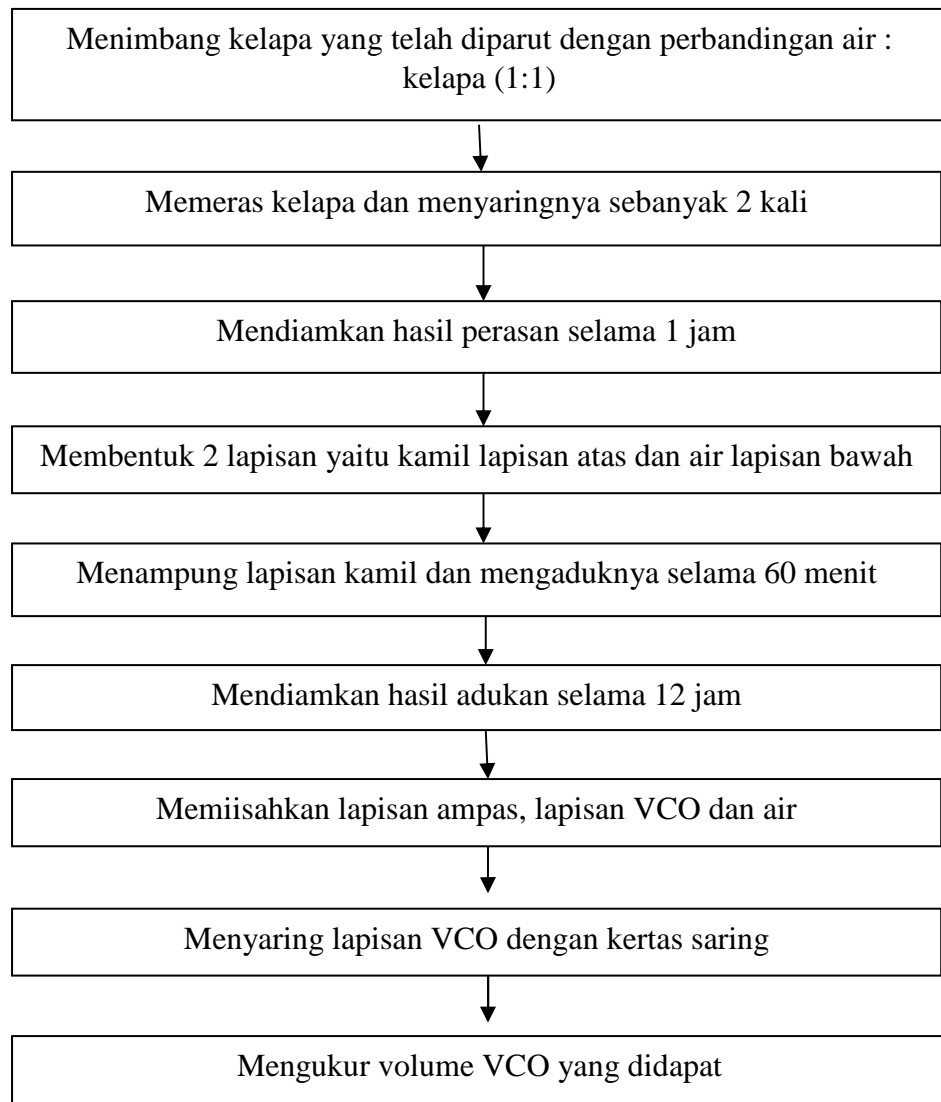 Menimbang kelapa yang telah diparut dengan perbandingan air :
kelapa (1:1)
Memeras kelapa dan menyaringnya sebanyak 2 kali
Mendiamkan hasil perasan selama 1 jam
Membentuk 2 lapisan yaitu kamil lapisan atas dan air lapisan bawah
Menampung lapisan kamil dan mengaduknya selama 60 menit
Mendiamkan hasil adukan selama 12 jam
Memiisahkan lapisan ampas, lapisan VCO dan air
Menyaring lapisan VCO dengan kertas saring
Mengukur volume VCO yang didapat